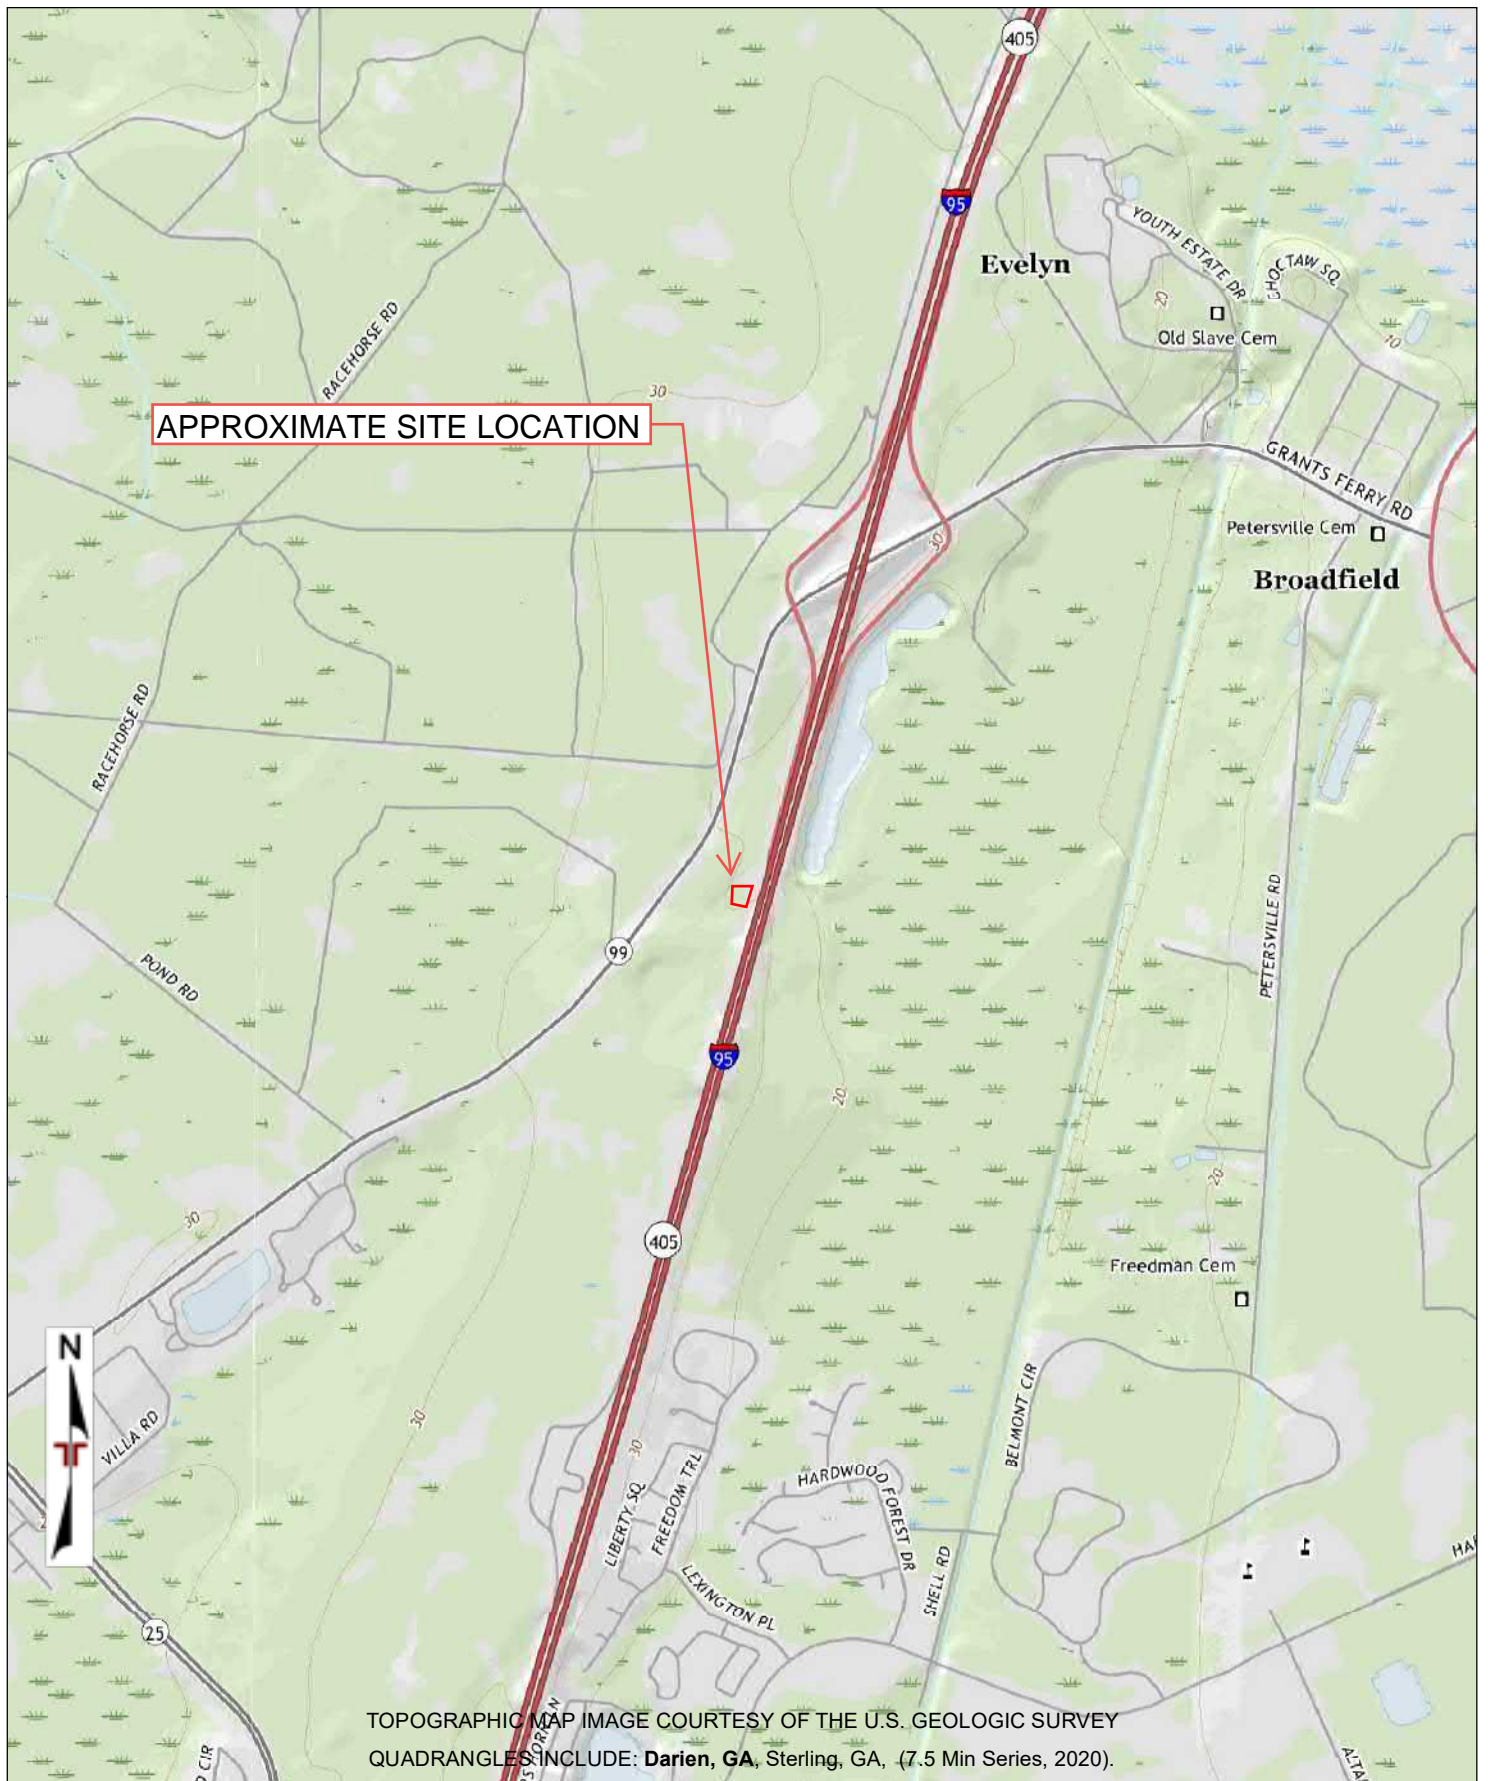 405
95
Evelyn
YOUTH ESTATE DR
CHOCTAW SQ
20
Old Slave Cem
10
RACEHORSE RD
30
APPROXIMATE SITE LOCATION
GRANTS FERRY RD
Petersville Cem
30
Broadfield
RACEHORSE RD
PETERSVILLE RD
99
POND RD
95
20
20
30
405
Freedman Cem
N
VILLA RD
30
30
BELMONT CIR
LIBERTY SQ
FREEDOM TRL
HARDWOOD FOREST DR
SHELL RD
LEXINGTON PL
25
TOPOGRAPHIC MAP IMAGE COURTESY OF THE U.S. GEOLOGIC SURVEY
QUADRANGLES INCLUDE: Darien, GA, Sterling, GA, (7.5 Min Series, 2020).